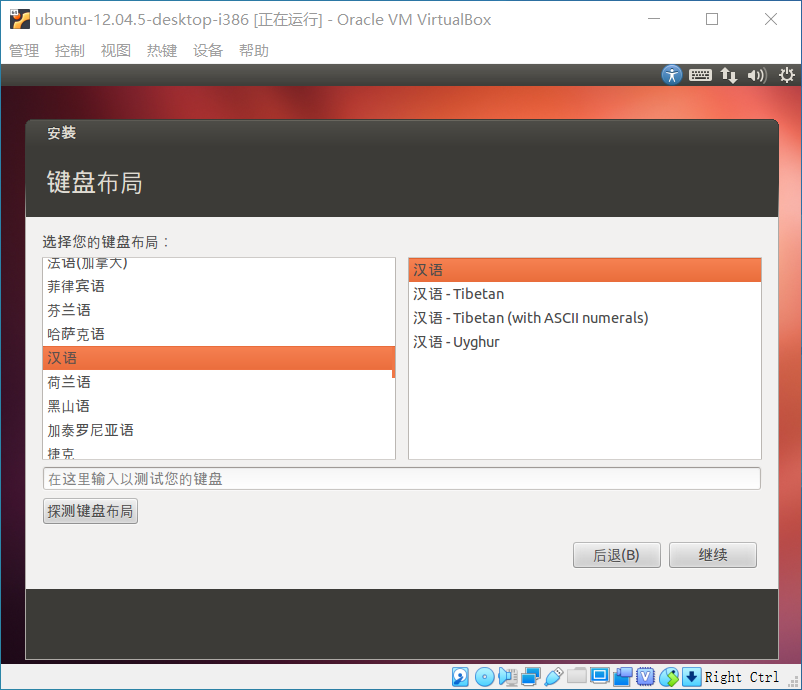 ubuntu-12.04.5-desktop-i386 [正在运行] - Oracle VM VirtualBox
管理 控制 视图 热键 设备 帮助
安装
键盘布局
选择您的键盘布局：
法语(加拿大)
菲律宾语
芬兰语
哈萨克语
汉语
荷兰语
黑山语
加泰罗尼亚语
捷克
汉语
汉语 - Tibetan
汉语 - Tibetan (with ASCII numerals)
汉语 - Uyghur
在这里输入以测试您的键盘
探测键盘布局
后退(B) 继续
Right Ctrl